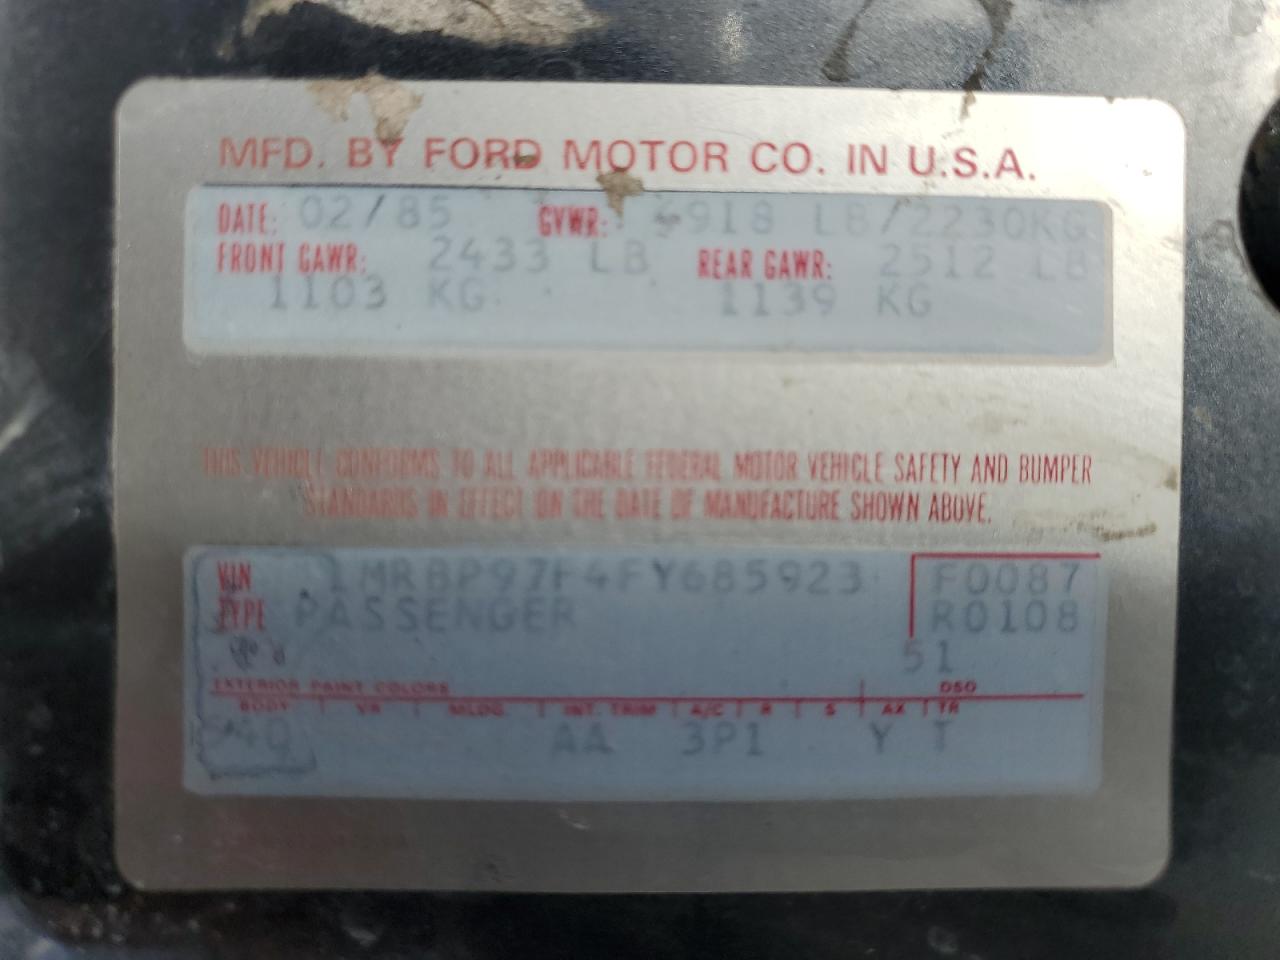 MFD. BY FORD MOTOR CO. IN U.S.A.
DATE: 02/85 GVWR: 4918 LB/2230KG
FRONT GAWR: 2433 LB REAR GAWR: 2512 LB
1103 KG 1139 KG
THIS VEHICLE CONFORMS TO ALL APPLICABLE FEDERAL MOTOR VEHICLE SAFETY AND BUMPER
STANDARDS IN EFFECT ON THE DATE OF MANUFACTURE SHOWN ABOVE.
VIN 1MRBP97F4FY685923 F0087
TYPE PASSENGER R0108
51
EXTERIOR PAINT COLORS DSO
BODY VR MLDG. INT. TRIM A/C R S AX TR
54Q AA 3P1 Y T